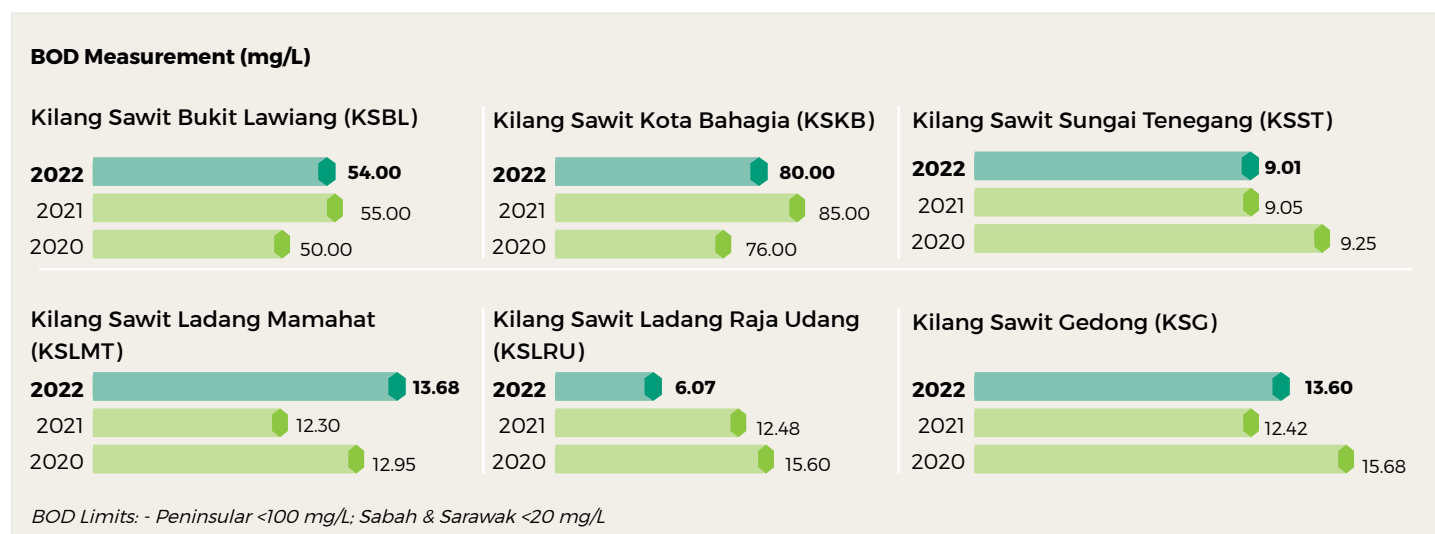 BOD Measurement (mg/L)
Kilang Sawit Bukit Lawiang (KSBL)
2022 54.00
2021 55.00
2020 50.00
Kilang Sawit Kota Bahagia (KSKB)
2022 80.00
2021 85.00
2020 76.00
Kilang Sawit Sungai Tenegang (KSST)
2022 9.01
2021 9.05
2020 9.25
Kilang Sawit Ladang Mamahat
(KSLMT)
2022 13.68
2021 12.30
2020 12.95
Kilang Sawit Ladang Raja Udang
(KSLRU)
2022 6.07
2021 12.48
2020 15.60
Kilang Sawit Gedong (KSG)
2022 13.60
2021 12.42
2020 15.68
BOD Limits: - Peninsular <100 mg/L; Sabah & Sarawak <20 mg/L